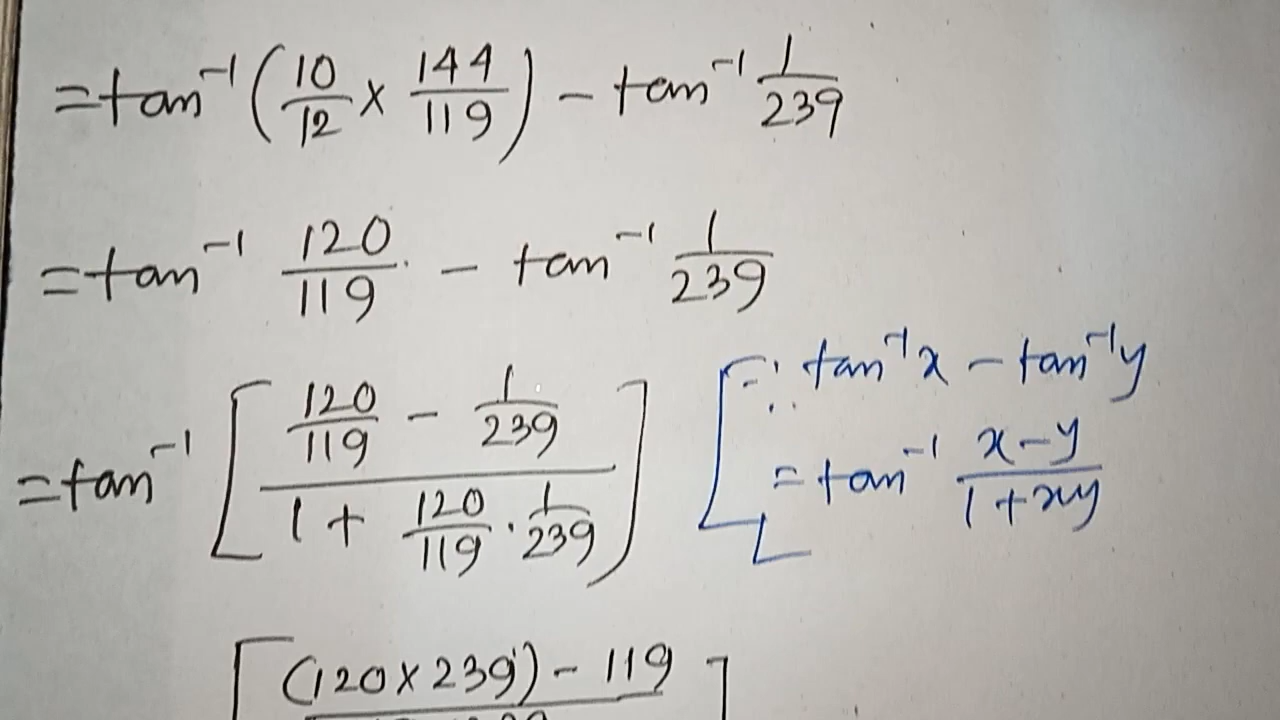 =tan⁻¹(10/12 × 144/119) − tan⁻¹ 1/239
=tan⁻¹ 120/119 − tan⁻¹ 1/239
=tan⁻¹[(120/119 − 1/239)/(1 + 120/119 · 1/239)] [∵ tan⁻¹x − tan⁻¹y
= tan⁻¹ (x−y)/(1+xy)
[(120×239) − 119]